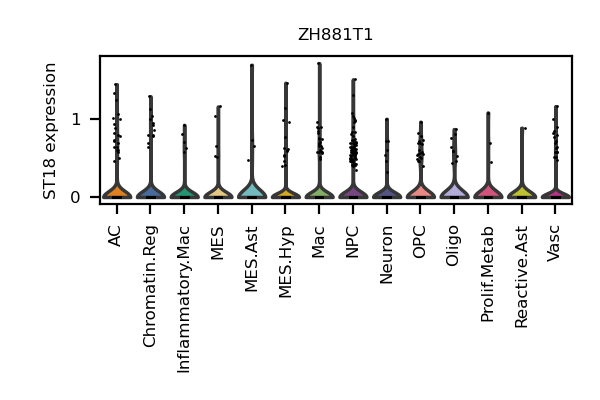 ZH881T1
ST18 expression
1
0
AC
Chromatin.Reg
Inflammatory.Mac
MES
MES.Ast
MES.Hyp
Mac
NPC
Neuron
OPC
Oligo
Prolif.Metab
Reactive.Ast
Vasc